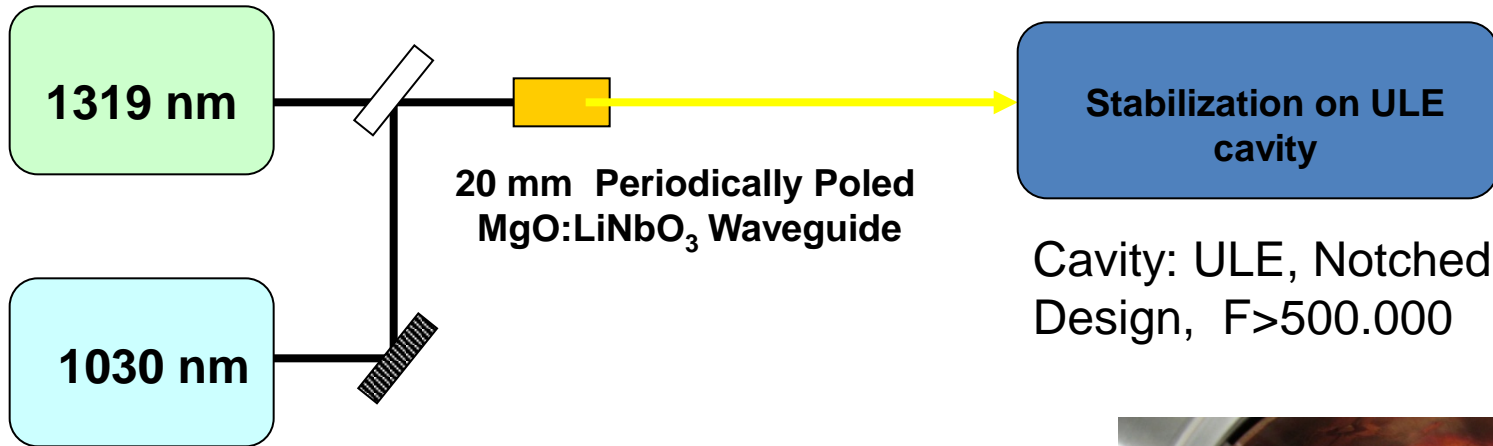 1319 nm
Stabilization on ULE
cavity
20 mm Periodically Poled
MgO:LiNbO₃ Waveguide
Cavity: ULE, Notched
Design, F>500.000
1030 nm